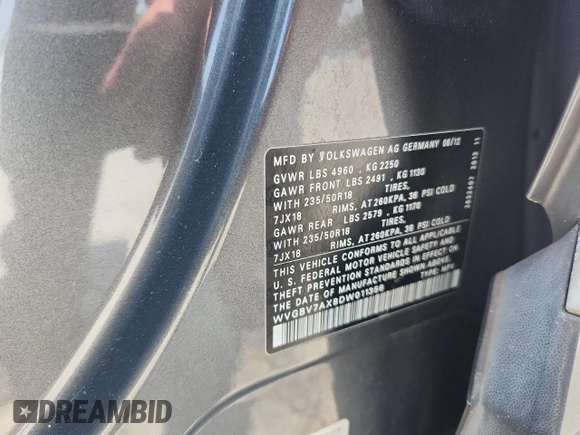 MFD BY VOLKSWAGEN AG GERMANY 06/12
GVWR LBS 4960 , KG 2250
GAWR FRONT LBS 2491 , KG 1130
WITH 235/50R18 TIRES,
7JX18 RIMS, AT 260KPA, 38 PSI COLD
GAWR REAR LBS 2579 , KG 1170
WITH 235/50R18 TIRES,
7JX18 RIMS, AT 260KPA, 38 PSI COLD
THIS VEHICLE CONFORMS TO ALL APPLICABLE
U. S. FEDERAL MOTOR VEHICLE SAFETY AND
THEFT PREVENTION STANDARDS IN EFFECT ON
THE DATE OF MANUFACTURE SHOWN ABOVE.
WVGBV7AX8DW011358 TYPE: MPV
DREAMBID